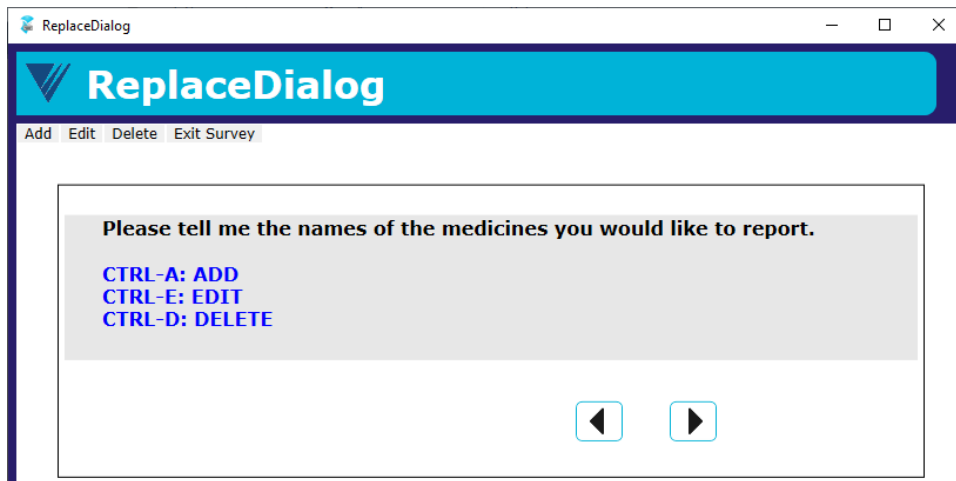 ReplaceDialog
ReplaceDialog
Add Edit Delete Exit Survey
Please tell me the names of the medicines you would like to report.
CTRL-A: ADD
CTRL-E: EDIT
CTRL-D: DELETE